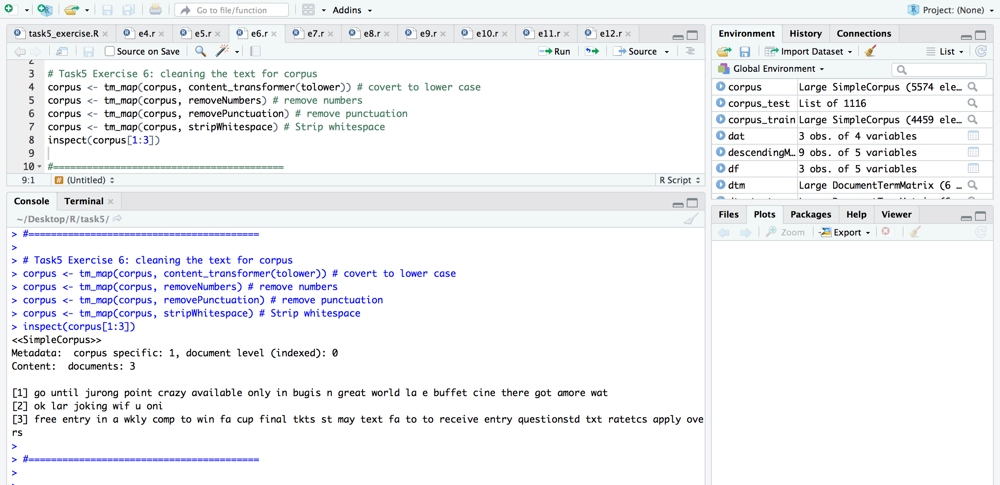 Go to file/function
Addins
Project: (None)
task5_exercise.R
e4.r
e5.r
e6.r
e7.r
e8.r
e9.r
e10.r
e11.r
e12.r
Source on Save
Run
Source
2
3 # Task5 Exercise 6: cleaning the text for corpus
4 corpus <- tm_map(corpus, content_transformer(tolower)) # covert to lower case
5 corpus <- tm_map(corpus, removeNumbers) # remove numbers
6 corpus <- tm_map(corpus, removePunctuation) # remove punctuation
7 corpus <- tm_map(corpus, stripWhitespace) # Strip whitespace
8 inspect(corpus[1:3])
9
10 #=========================================
9:1 # (Untitled) R Script
Console Terminal
~/Desktop/R/task5/
> #=========================================
>
> # Task5 Exercise 6: cleaning the text for corpus
> corpus <- tm_map(corpus, content_transformer(tolower)) # covert to lower case
> corpus <- tm_map(corpus, removeNumbers) # remove numbers
> corpus <- tm_map(corpus, removePunctuation) # remove punctuation
> corpus <- tm_map(corpus, stripWhitespace) # Strip whitespace
> inspect(corpus[1:3])
<<SimpleCorpus>>
Metadata:  corpus specific: 1, document level (indexed): 0
Content:  documents: 3
[1] go until jurong point crazy available only in bugis n great world la e buffet cine there got amore wat
[2] ok lar joking wif u oni
[3] free entry in a wkly comp to win fa cup final tkts st may text fa to to receive entry questionstd txt ratetcs apply ove
rs
>
> #=========================================
>
Environment History Connections
Import Dataset List
Global Environment
corpus Large SimpleCorpus (5574 ele…
corpus_test List of 1116
corpus_train Large SimpleCorpus (4459 ele…
dat 3 obs. of 4 variables
descendingM… 9 obs. of 5 variables
df 3 obs. of 5 variables
dtm Large DocumentTermMatrix (6 …
Files Plots Packages Help Viewer
Zoom Export